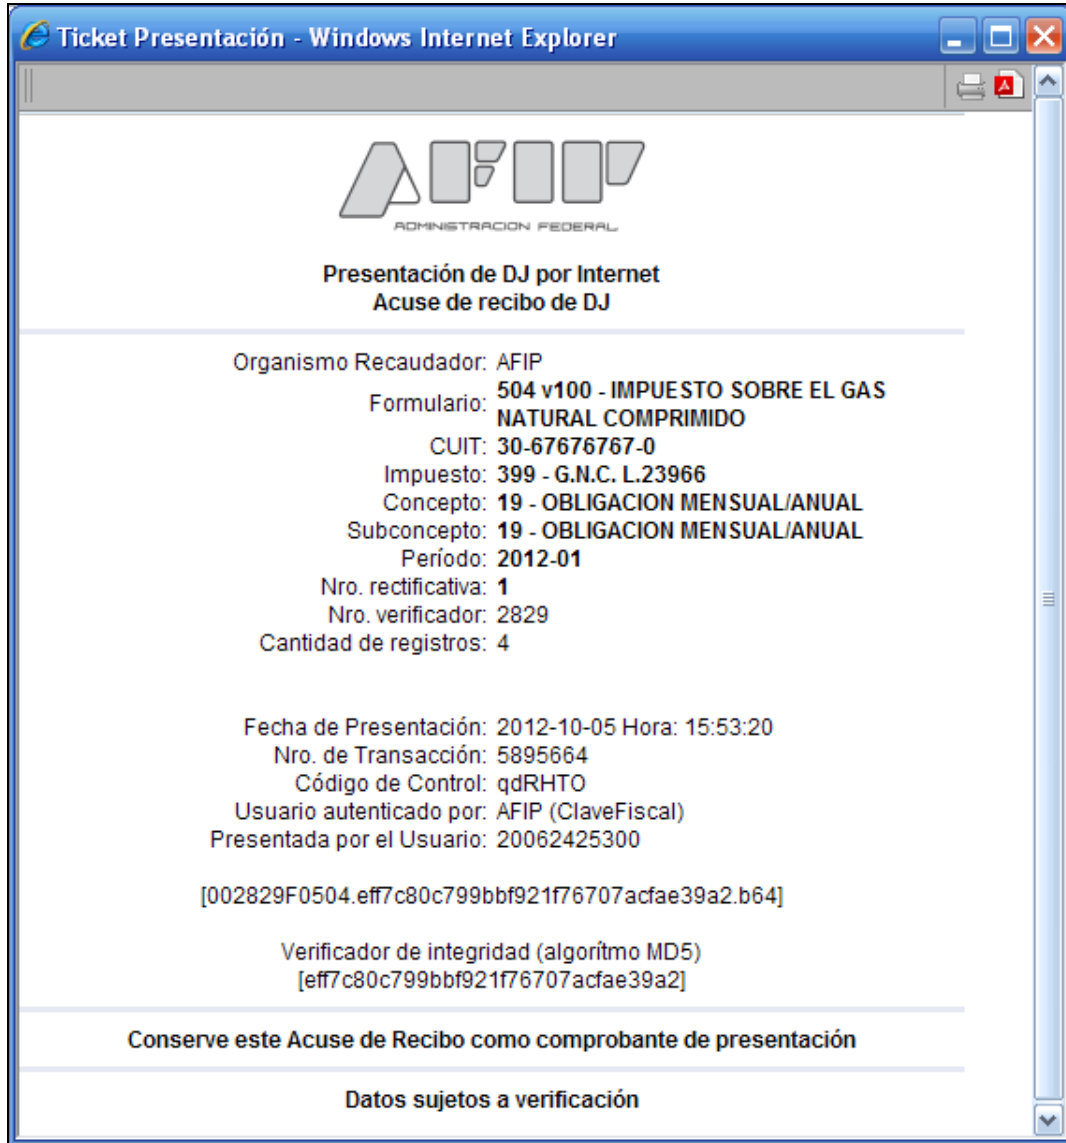 Ticket Presentación - Windows Internet Explorer
AFIP
ADMINISTRACION FEDERAL
Presentación de DJ por Internet
Acuse de recibo de DJ
Organismo Recaudador: AFIP
Formulario: 504 v100 - IMPUESTO SOBRE EL GAS
NATURAL COMPRIMIDO
CUIT: 30-67676767-0
Impuesto: 399 - G.N.C. L.23966
Concepto: 19 - OBLIGACION MENSUAL/ANUAL
Subconcepto: 19 - OBLIGACION MENSUAL/ANUAL
Período: 2012-01
Nro. rectificativa: 1
Nro. verificador: 2829
Cantidad de registros: 4
Fecha de Presentación: 2012-10-05 Hora: 15:53:20
Nro. de Transacción: 5895664
Código de Control: qdRHTO
Usuario autenticado por: AFIP (ClaveFiscal)
Presentada por el Usuario: 20062425300
[002829F0504.eff7c80c799bbf921f76707acfae39a2.b64]
Verificador de integridad (algorítmo MD5)
[eff7c80c799bbf921f76707acfae39a2]
Conserve este Acuse de Recibo como comprobante de presentación
Datos sujetos a verificación